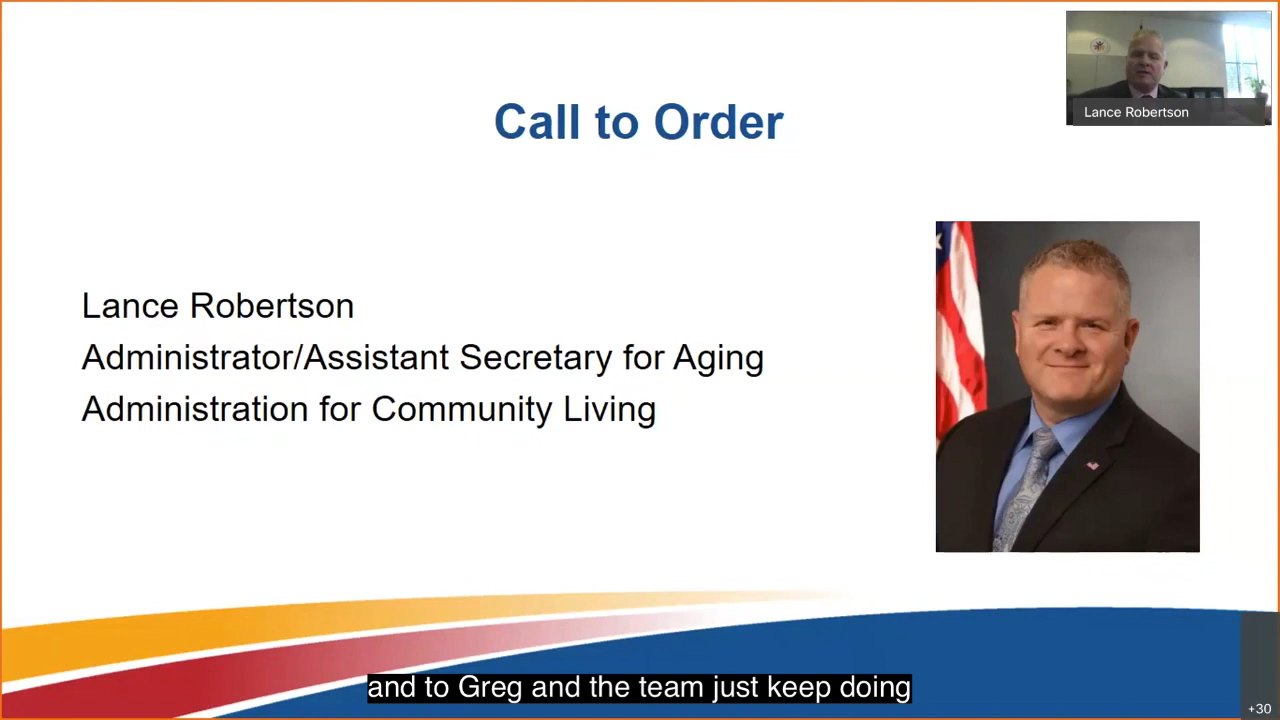 Lance Robertson
Call to Order
Lance Robertson
Administrator/Assistant Secretary for Aging
Administration for Community Living
and to Greg and the team just keep doing
+30